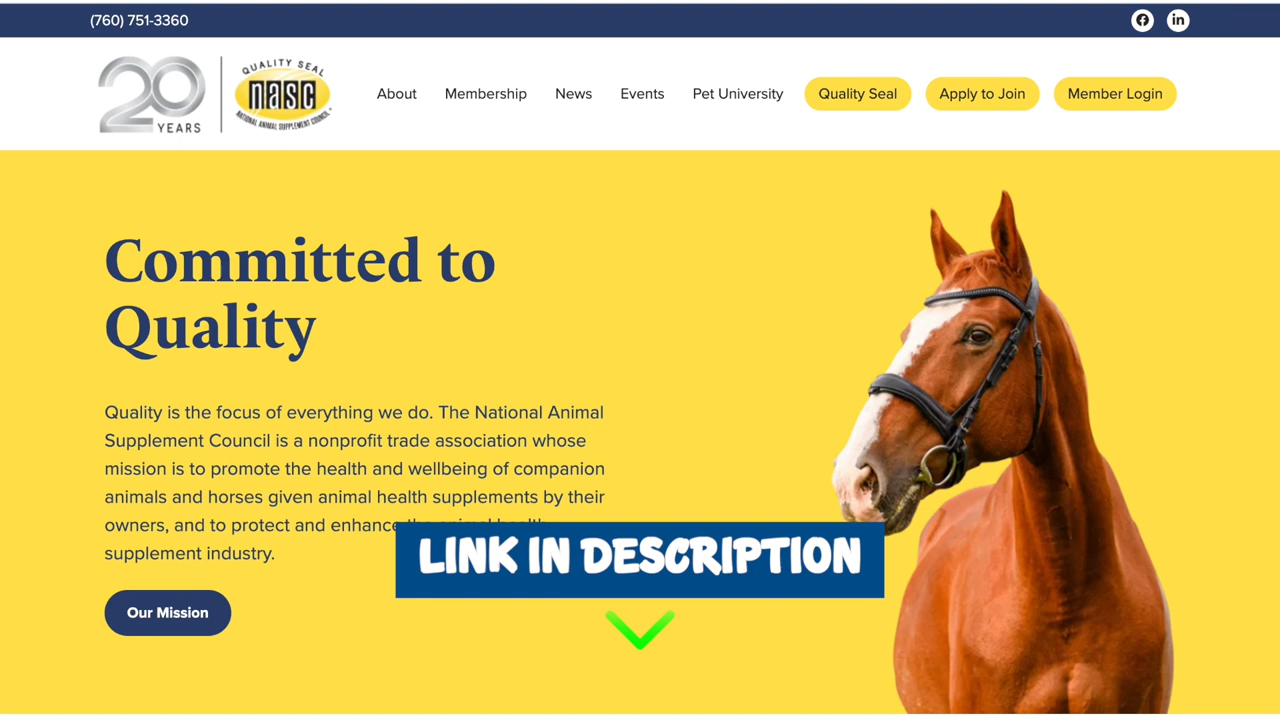 (760) 751-3360
20
YEARS
QUALITY SEAL
nasc
NATIONAL ANIMAL SUPPLEMENT COUNCIL
About
Membership
News
Events
Pet University
Quality Seal
Apply to Join
Member Login
Committed to
Quality
Quality is the focus of everything we do. The National Animal
Supplement Council is a nonprofit trade association whose
mission is to promote the health and wellbeing of companion
animals and horses given animal health supplements by their
owners, and to protect and enhance the animal health
supplement industry.
LINK IN DESCRIPTION
Our Mission